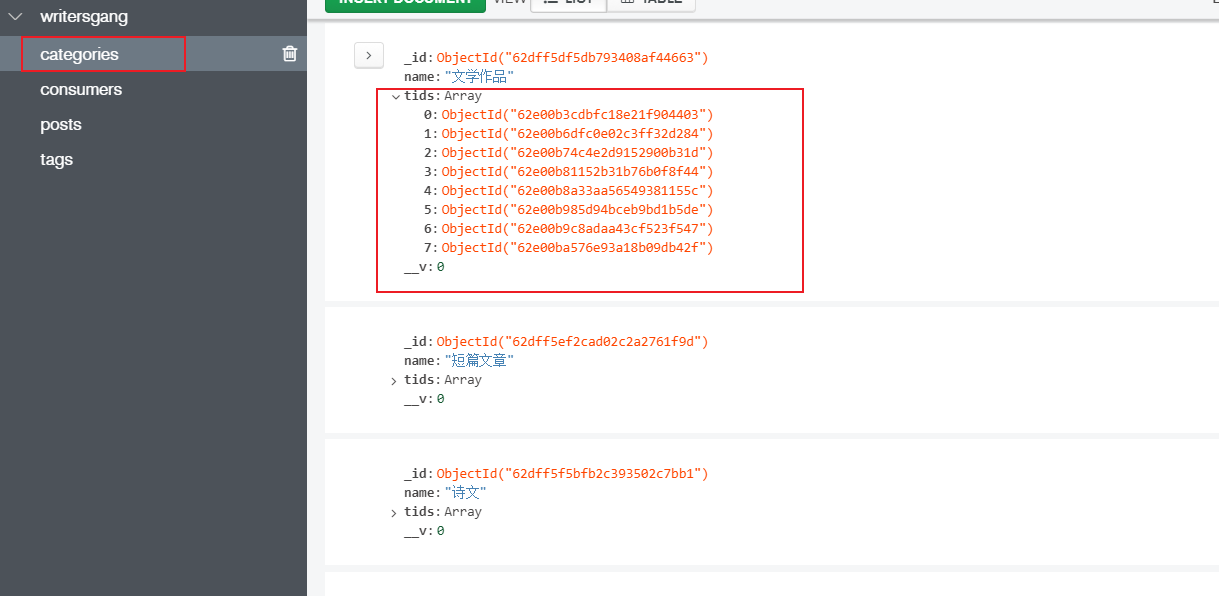 INSERT DOCUMENT VIEW LIST TABLE
writersgang
categories
consumers
posts
tags
_id: ObjectId("62dff5df5db793408af44663")
name: "文学作品"
tids: Array
0: ObjectId("62e00b3cdbfc18e21f904403")
1: ObjectId("62e00b6dfc0e02c3ff32d284")
2: ObjectId("62e00b74c4e2d9152900b31d")
3: ObjectId("62e00b81152b31b76b0f8f44")
4: ObjectId("62e00b8a33aa56549381155c")
5: ObjectId("62e00b985d94bceb9bd1b5de")
6: ObjectId("62e00b9c8adaa43cf523f547")
7: ObjectId("62e00ba576e93a18b09db42f")
__v: 0
_id: ObjectId("62dff5ef2cad02c2a2761f9d")
name: "短篇文章"
tids: Array
__v: 0
_id: ObjectId("62dff5f5bfb2c393502c7bb1")
name: "诗文"
tids: Array
__v: 0